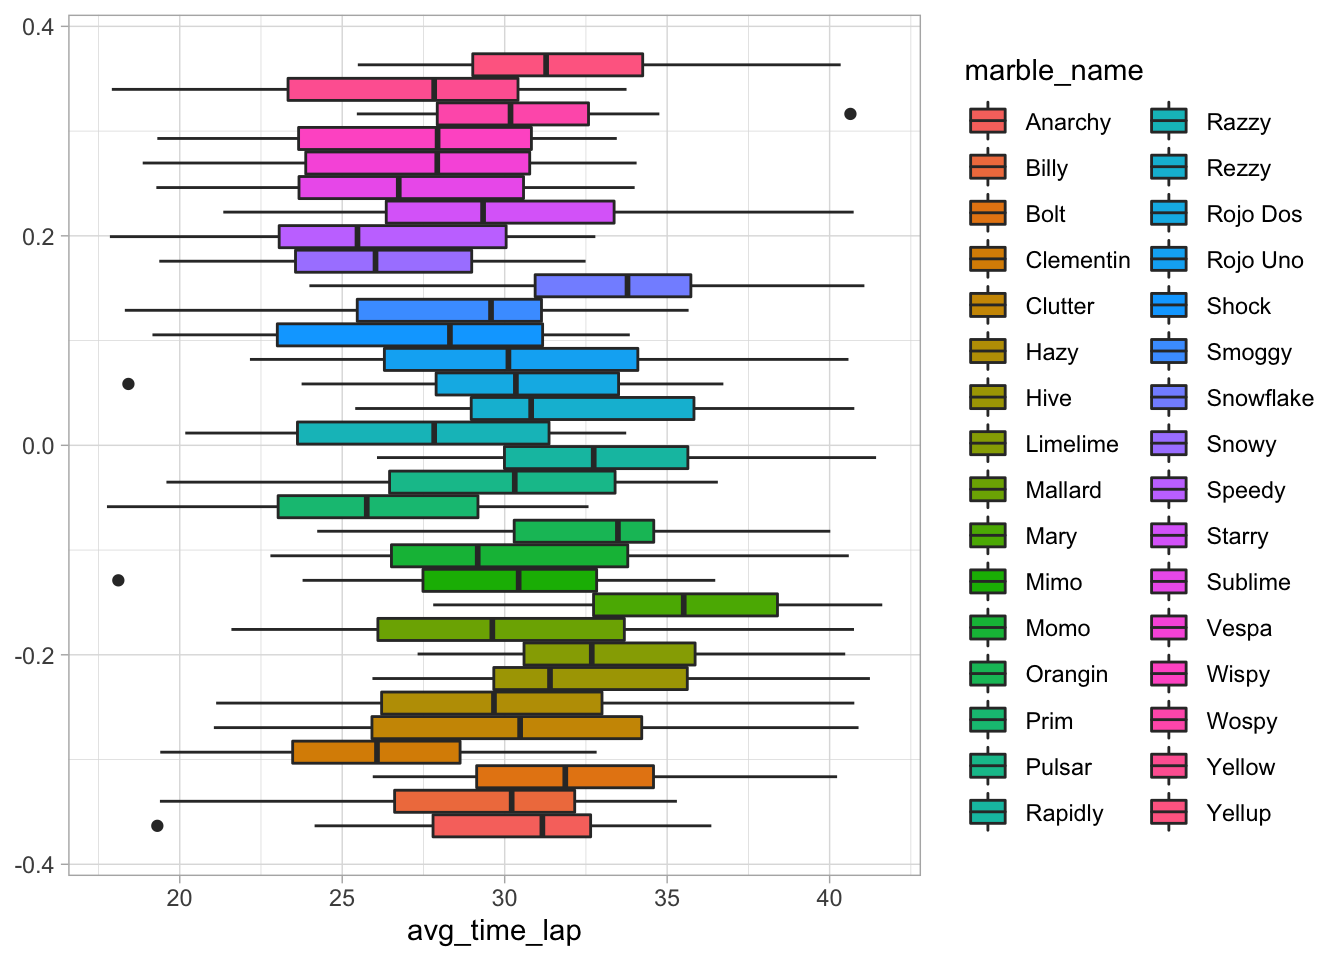 0.4
0.2
0.0
-0.2
-0.4
20 25 30 35 40
avg_time_lap
marble_name
Anarchy
Billy
Bolt
Clementin
Clutter
Hazy
Hive
Limelime
Mallard
Mary
Mimo
Momo
Orangin
Prim
Pulsar
Rapidly
Razzy
Rezzy
Rojo Dos
Rojo Uno
Shock
Smoggy
Snowflake
Snowy
Speedy
Starry
Sublime
Vespa
Wispy
Wospy
Yellow
Yellup